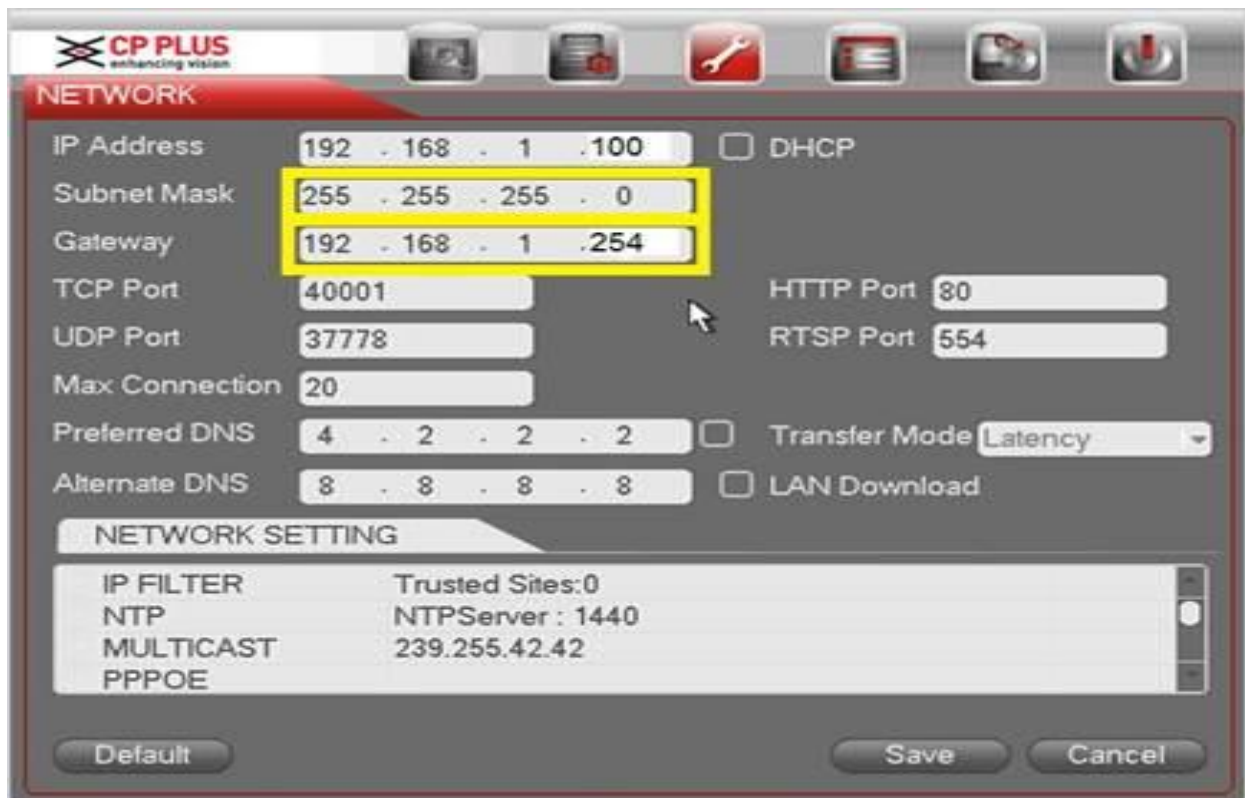 CP PLUS
enhancing vision
NETWORK
IP Address 192 . 168 . 1 .100 DHCP
Subnet Mask 255 . 255 . 255 . 0
Gateway 192 . 168 . 1 .254
TCP Port 40001 HTTP Port 80
UDP Port 37778 RTSP Port 554
Max Connection 20
Preferred DNS 4 . 2 . 2 . 2 Transfer Mode Latency
Alternate DNS 8 . 8 . 8 . 8 LAN Download
NETWORK SETTING
IP FILTER Trusted Sites:0
NTP NTPServer : 1440
MULTICAST 239.255.42.42
PPPOE
Default Save Cancel